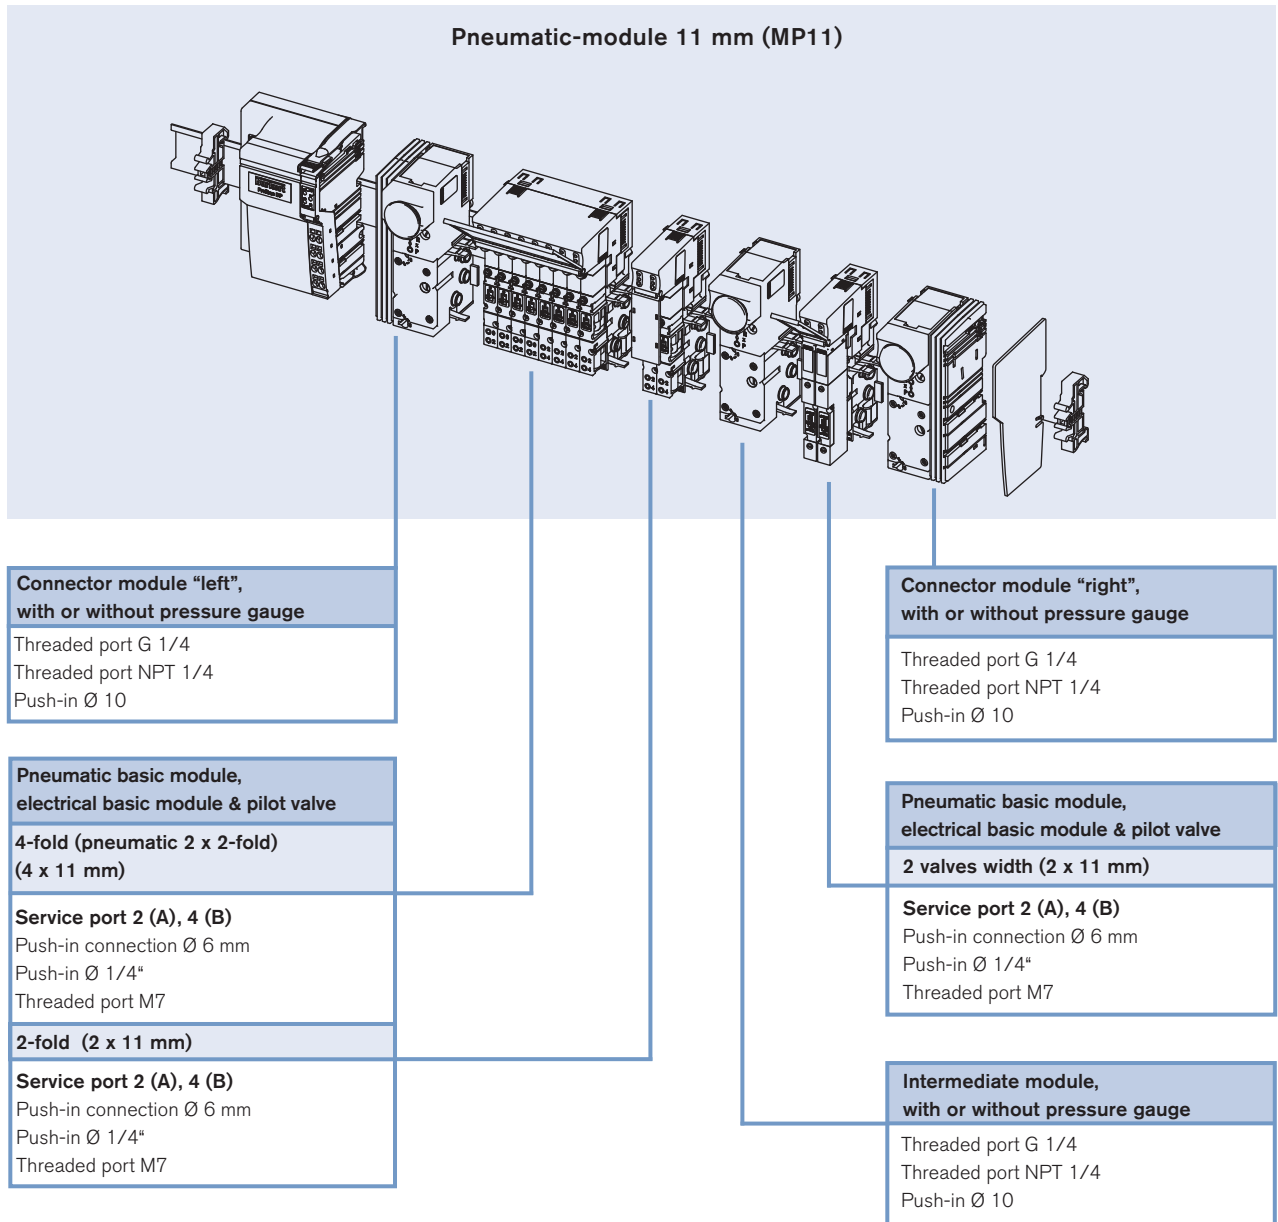 Pneumatic-module 11 mm (MP11)
Connector module “left”,
with or without pressure gauge
Threaded port G 1/4
Threaded port NPT 1/4
Push-in Ø 10
Pneumatic basic module,
electrical basic module & pilot valve
4-fold (pneumatic 2 x 2-fold)
(4 x 11 mm)
Service port 2 (A), 4 (B)
Push-in connection Ø 6 mm
Push-in Ø 1/4“
Threaded port M7
2-fold (2 x 11 mm)
Service port 2 (A), 4 (B)
Push-in connection Ø 6 mm
Push-in Ø 1/4“
Threaded port M7
Connector module “right”,
with or without pressure gauge
Threaded port G 1/4
Threaded port NPT 1/4
Push-in Ø 10
Pneumatic basic module,
electrical basic module & pilot valve
2 valves width (2 x 11 mm)
Service port 2 (A), 4 (B)
Push-in connection Ø 6 mm
Push-in Ø 1/4“
Threaded port M7
Intermediate module,
with or without pressure gauge
Threaded port G 1/4
Threaded port NPT 1/4
Push-in Ø 10